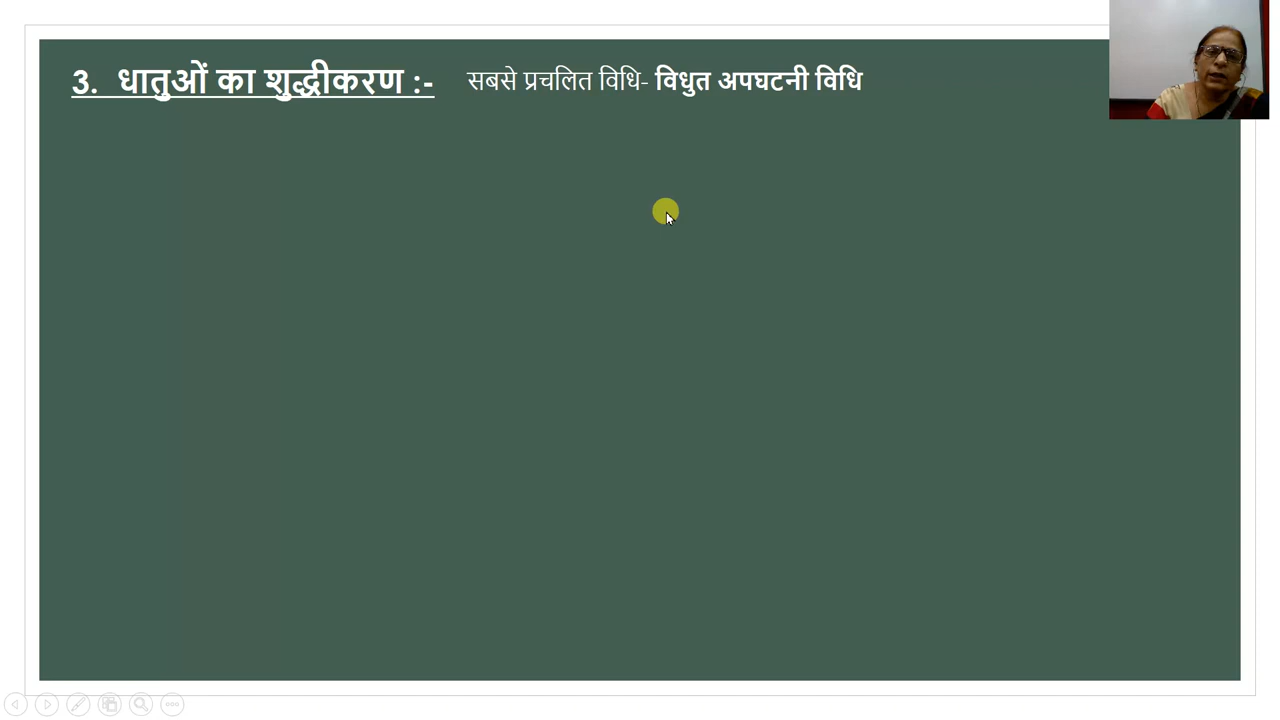 3. धातुओं का शुद्धीकरण :- सबसे प्रचलित विधि- विधुत अपघटनी विधि